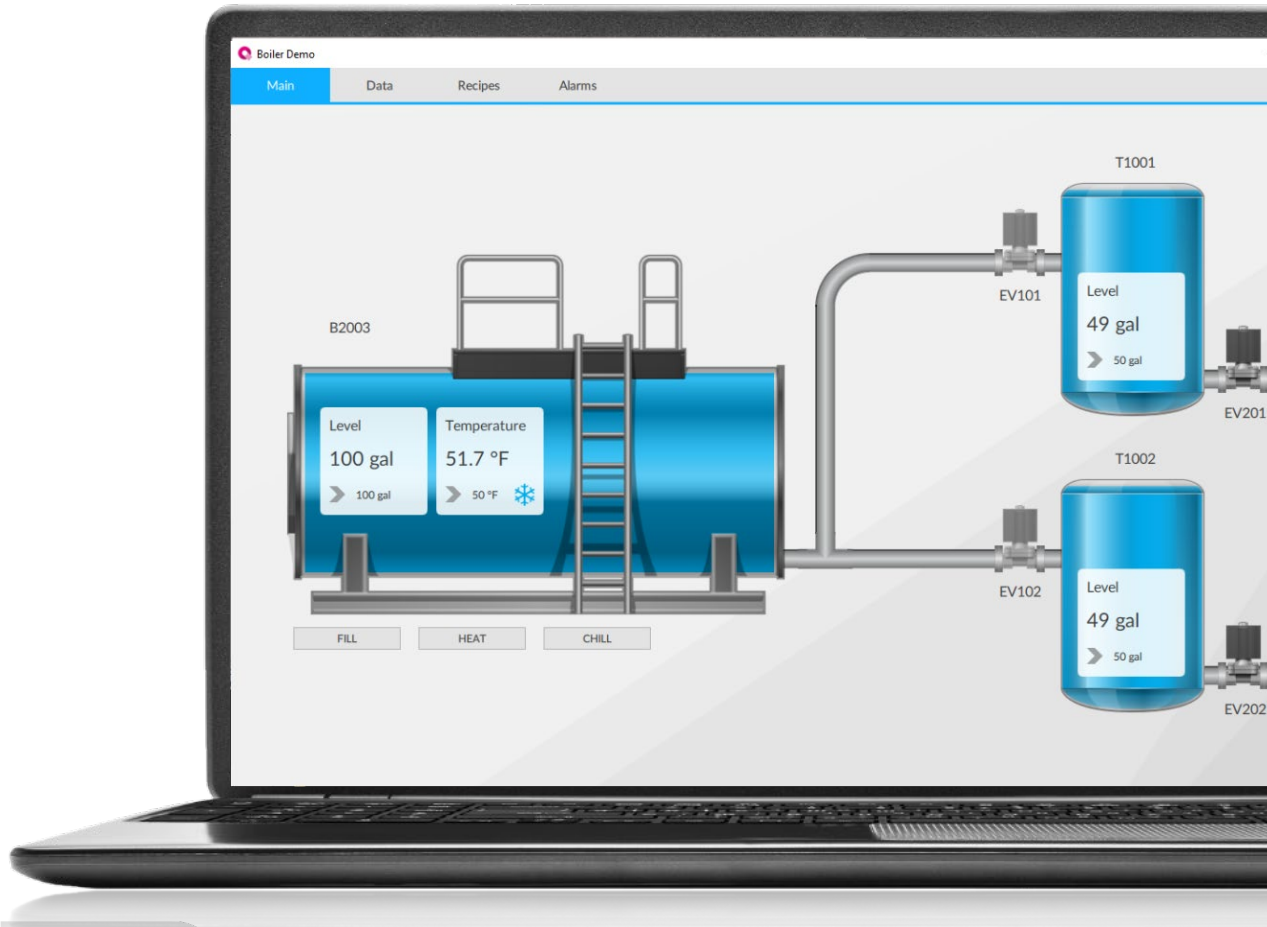 Boiler Demo
Main Data Recipes Alarms
T1001
EV101
Level
49 gal
50 gal
EV201
B2003
Level
100 gal
100 gal
Temperature
51.7 °F
50 °F
T1002
EV102
Level
49 gal
50 gal
EV202
FILL HEAT CHILL